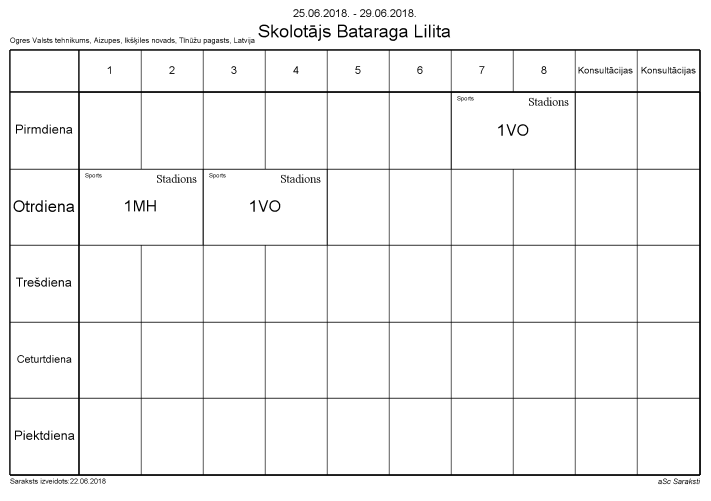 25.06.2018. - 29.06.2018.
Ogres Valsts tehnikums, Aizupes, Ikšķiles novads, Tīnūžu pagasts, Latvija
Skolotājs Bataraga Lilita
1 2 3 4 5 6 7 8 Konsultācijas Konsultācijas
Pirmdiena
Sports Stadions
1VO
Otrdiena
Sports Stadions
1MH
Sports Stadions
1VO
Trešdiena
Ceturtdiena
Piektdiena
Saraksts izveidots:22.06.2018
aSc Saraksti